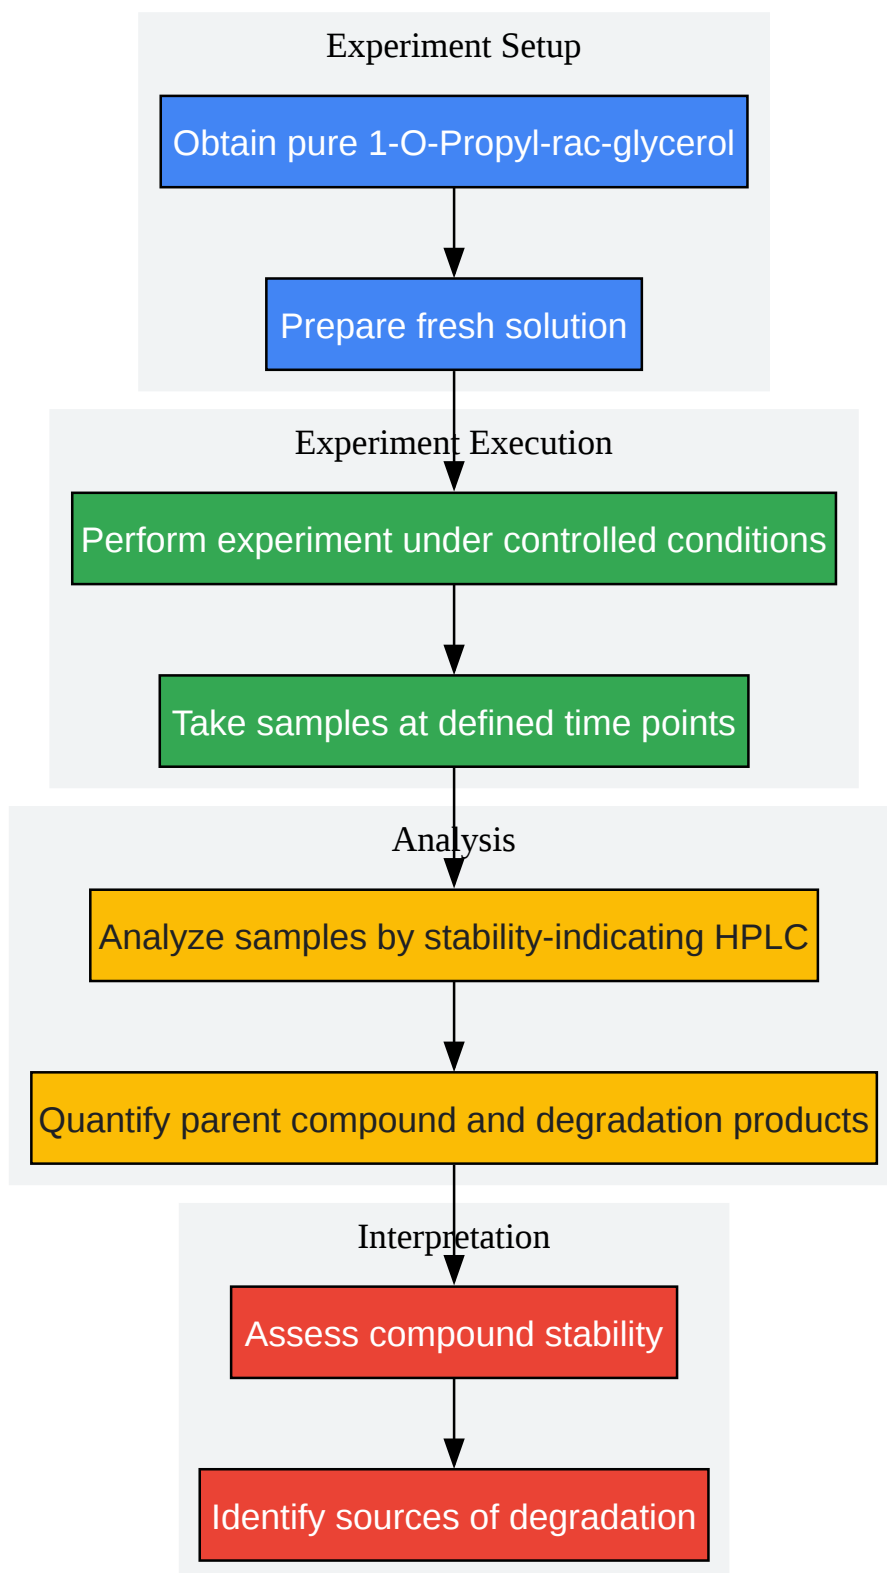 Experiment Setup
Obtain pure 1-O-Propyl-rac-glycerol
Prepare fresh solution
Experiment Execution
Perform experiment under controlled conditions
Take samples at defined time points
Analysis
Analyze samples by stability-indicating HPLC
Quantify parent compound and degradation products
Interpretation
Assess compound stability
Identify sources of degradation